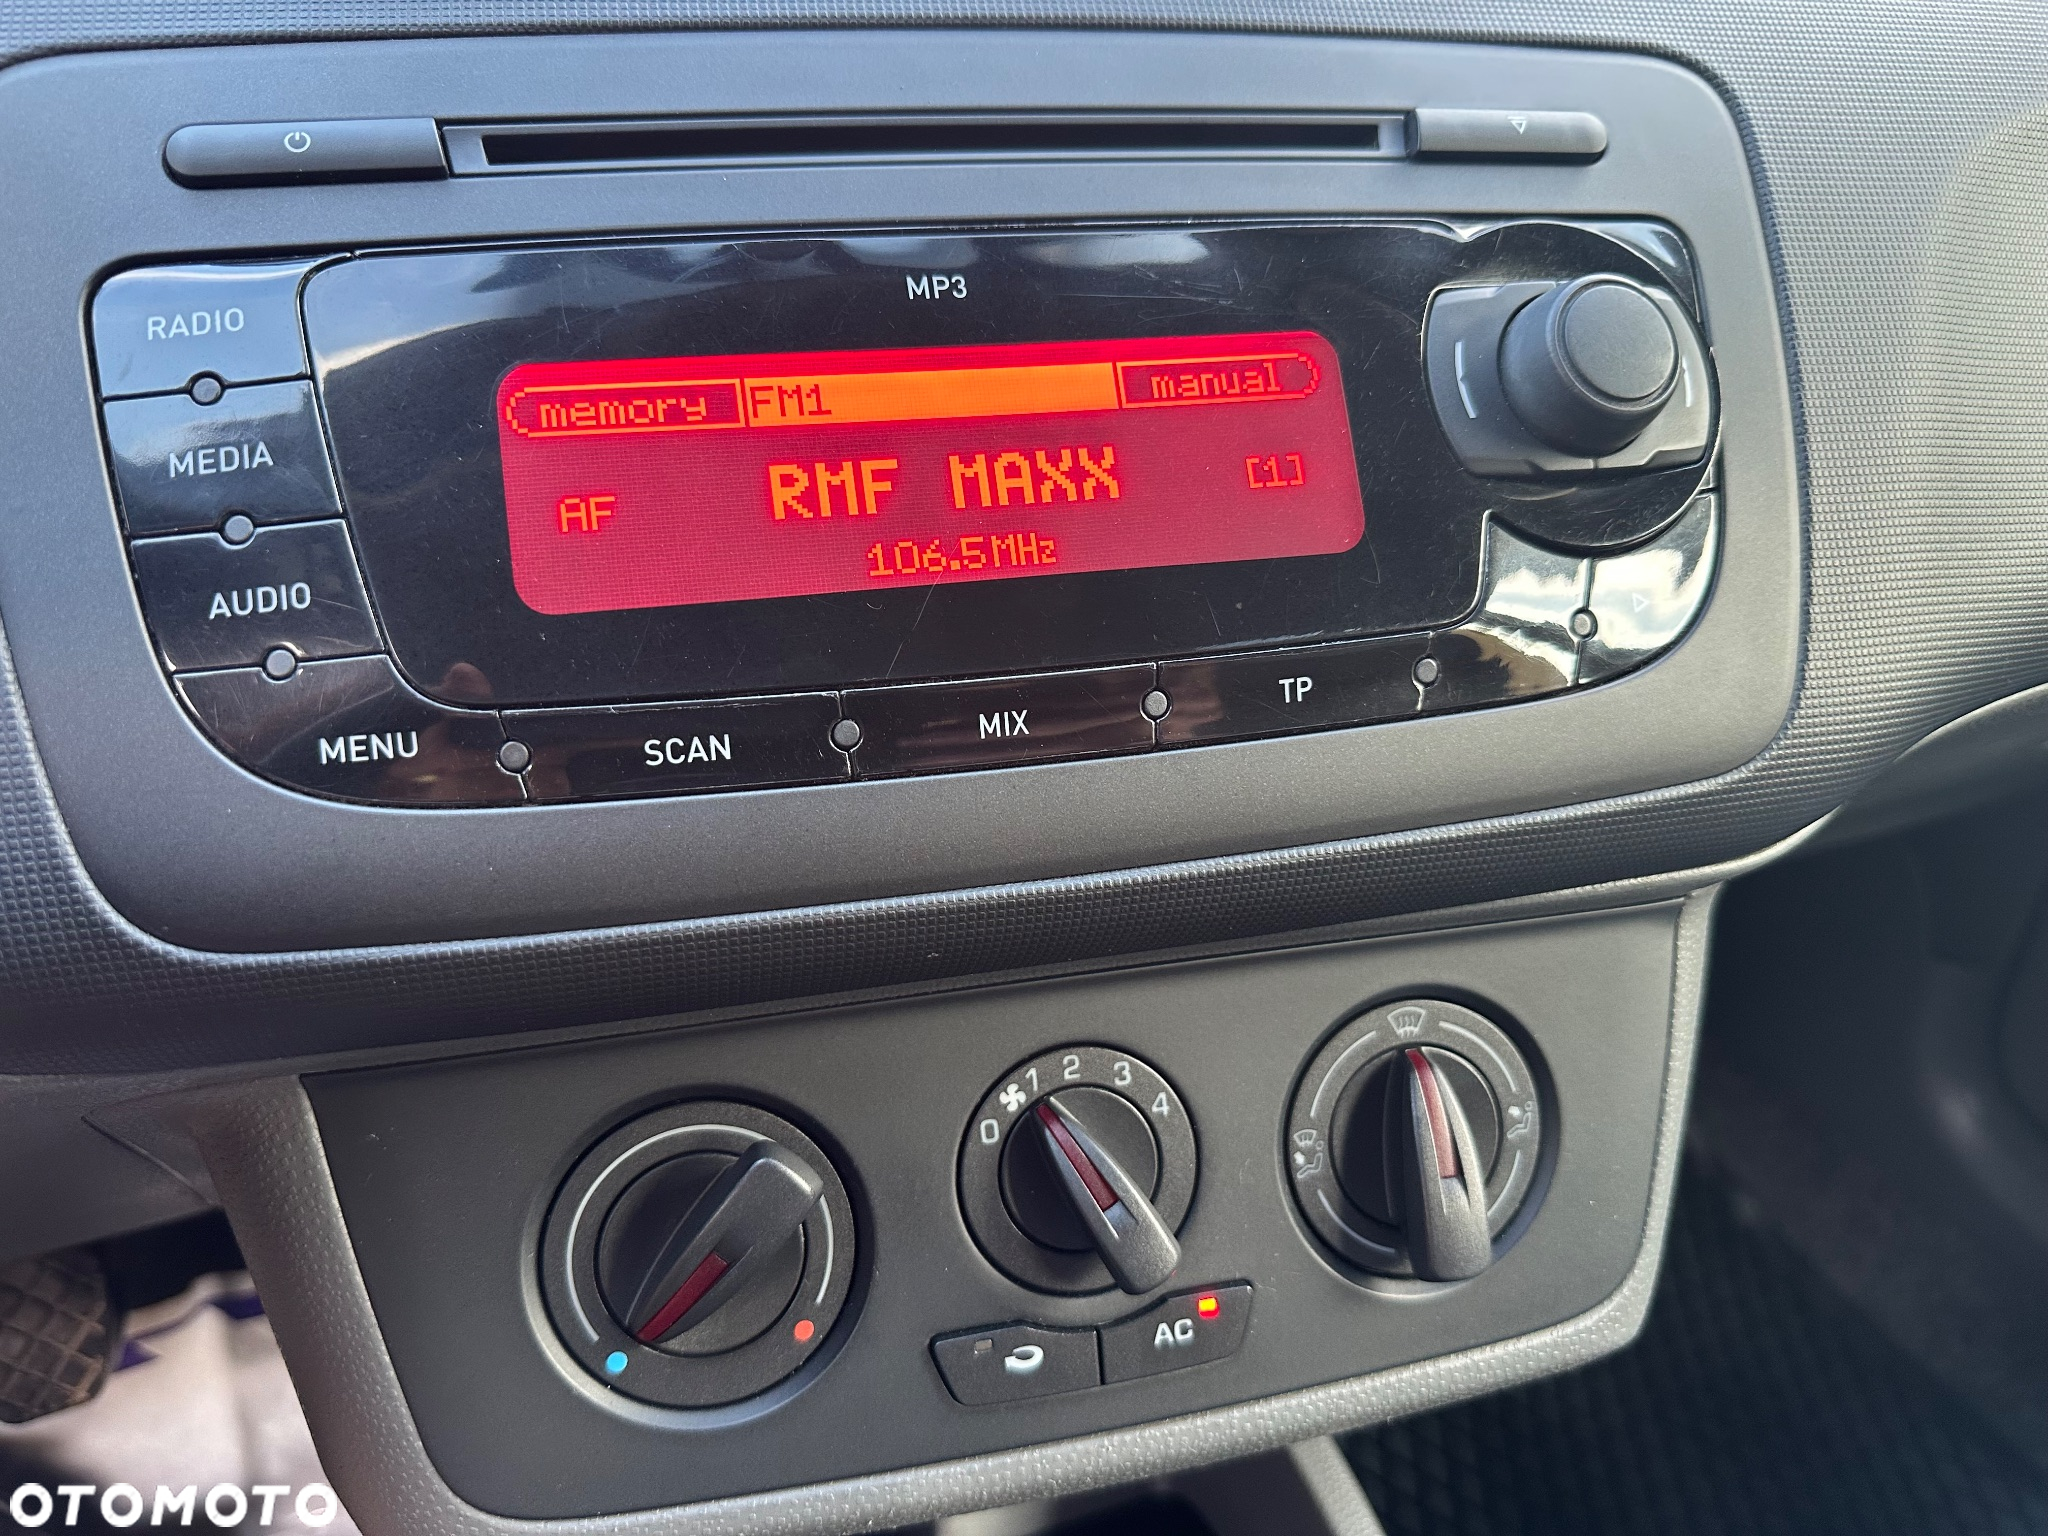 MP3
RADIO
MEDIA
AUDIO
MENU
SCAN
MIX
TP
memory FM1 manual
AF RMF MAXX [1]
106.5MHz
0 1 2 3 4
AC
OTOMOTO